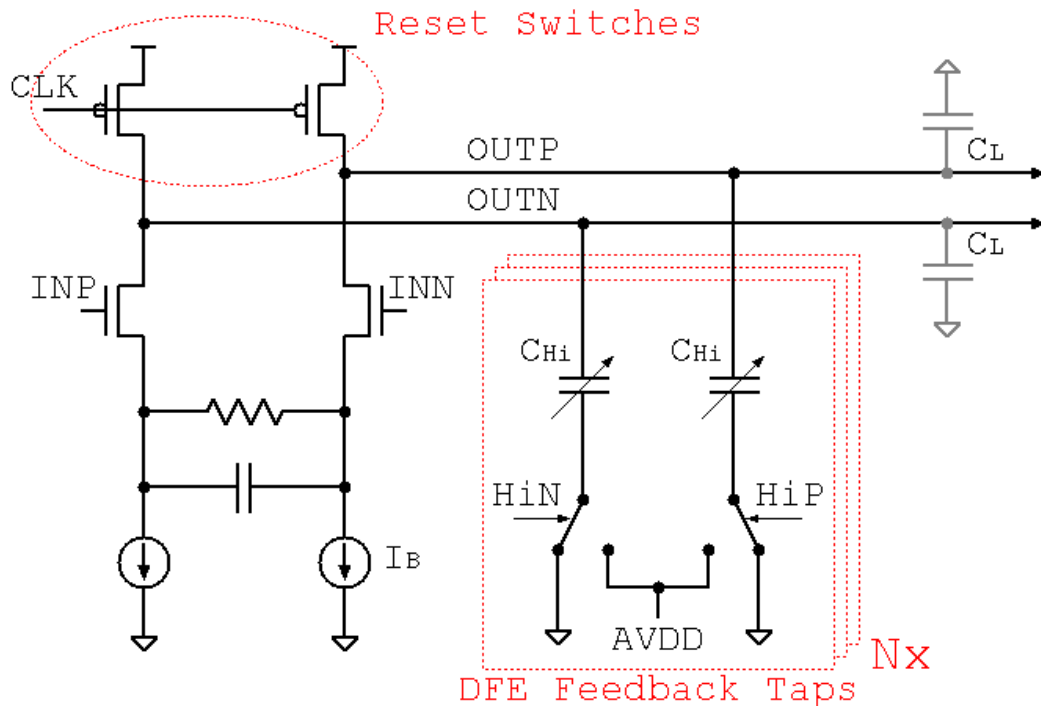 Reset Switches
CLK
OUTP
CL
OUTN
CL
INP
INN
CHi
CHi
HiN
HiP
IB
AVDD
Nx
DFE Feedback Taps